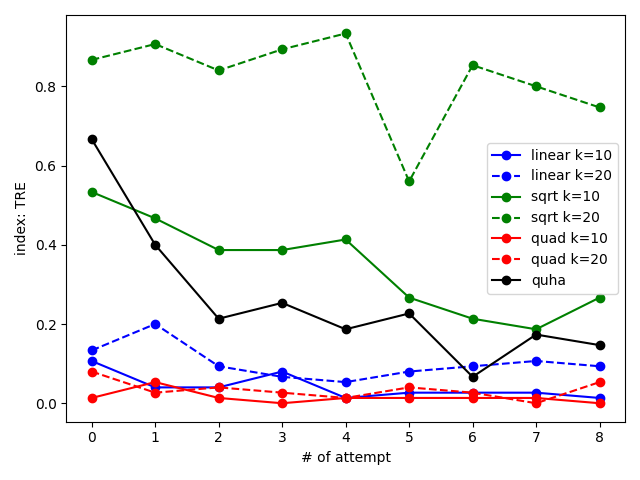 0.8
0.6
0.4
0.2
0.0
index: TRE
0 1 2 3 4 5 6 7 8
# of attempt
linear k=10
linear k=20
sqrt k=10
sqrt k=20
quad k=10
quad k=20
quha